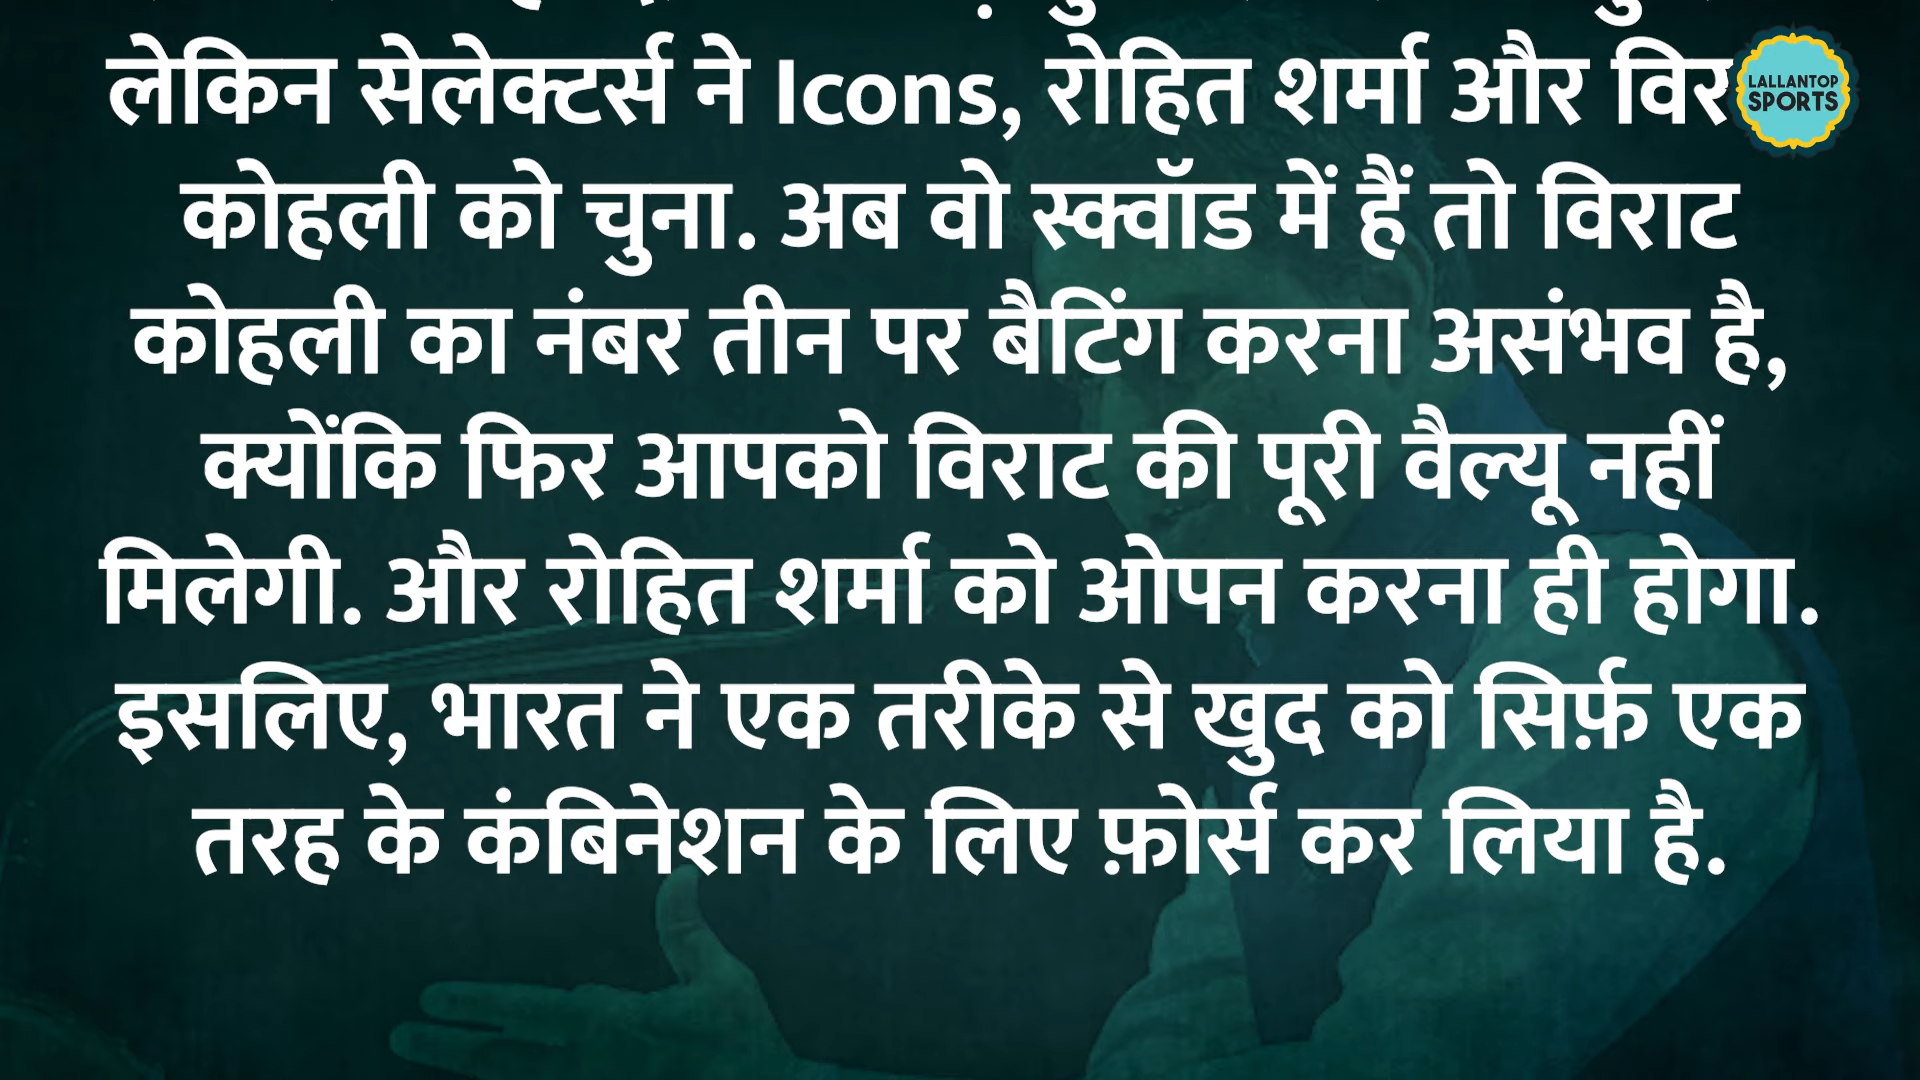 लेकिन सेलेक्टर्स ने Icons, रोहित शर्मा और
LALLANTOP
SPORTS
कोहली को चुना. अब वो स्क्वॉड में हैं तो विराट
कोहली का नंबर तीन पर बैटिंग करना असंभव है,
क्योंकि फिर आपको विराट की पूरी वैल्यू नहीं
मिलेगी. और रोहित शर्मा को ओपन करना ही होगा.
इसलिए, भारत ने एक तरीके से खुद को सिर्फ़ एक
तरह के कंबिनेशन के लिए फ़ोर्स कर लिया है.